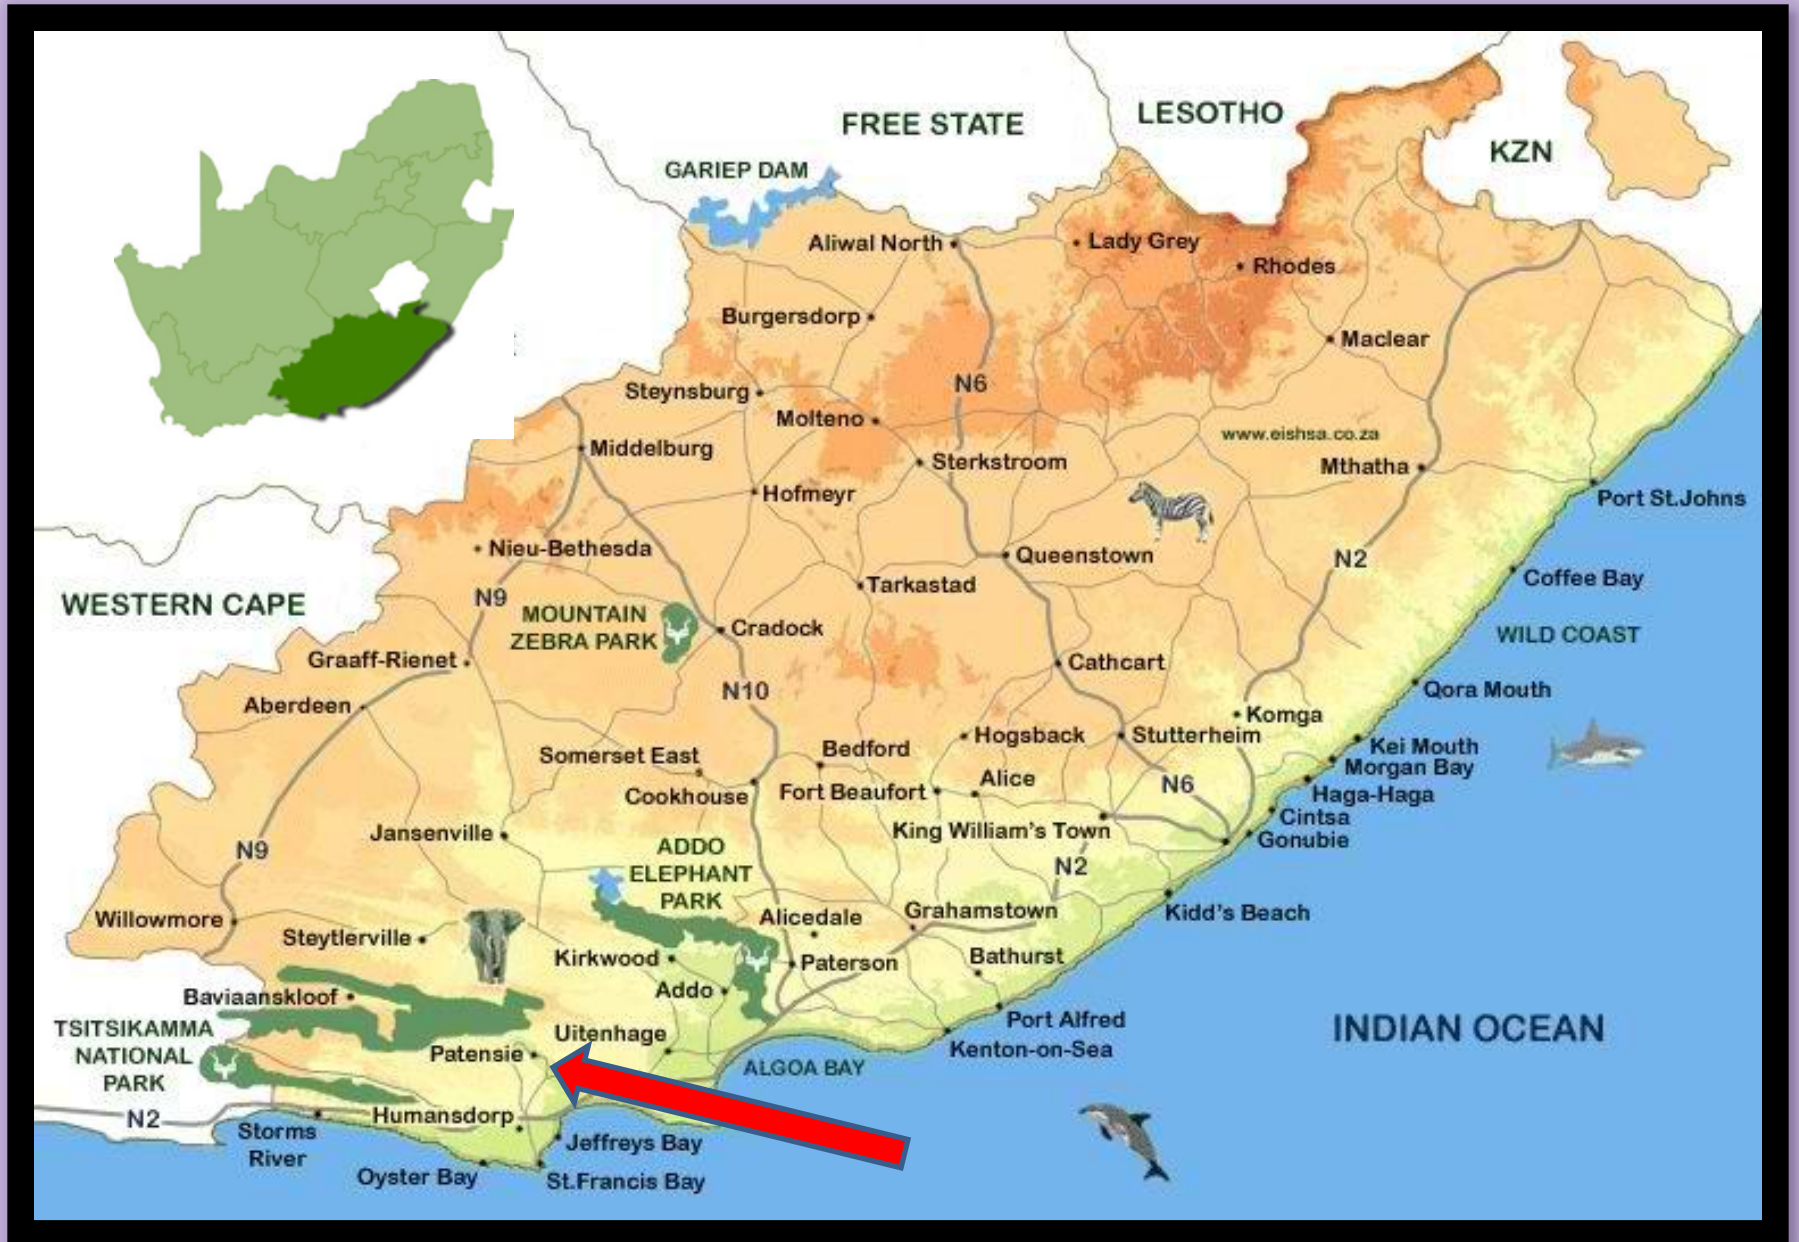 FREE STATE
LESOTHO
KZN
GARIEP DAM
Aliwal North
Lady Grey
Rhodes
Burgersdorp
Maclear
Steynsburg
N6
Molteno
www.eishsa.co.za
Middelburg
Sterkstroom
Mthatha
Hofmeyr
Port St.Johns
Nieu-Bethesda
Queenstown
N2
Coffee Bay
Tarkastad
WESTERN CAPE
N9
MOUNTAIN
ZEBRA PARK
Cradock
WILD COAST
Graaff-Rienet
Cathcart
N10
Qora Mouth
Aberdeen
Komga
Hogsback
Stutterheim
Somerset East
Bedford
Kei Mouth
Morgan Bay
Cookhouse
Fort Beaufort
Alice
N6
Haga-Haga
Cintsa
Jansenville
King William's Town
Gonubie
N9
ADDO
ELEPHANT
PARK
N2
Willowmore
Alicedale
Grahamstown
Kidd's Beach
Steytlerville
Kirkwood
Paterson
Bathurst
Baviaanskloof
Addo
TSITSIKAMMA
NATIONAL
PARK
Uitenhage
Port Alfred
INDIAN OCEAN
Patensie
ALGOA BAY
Kenton-on-Sea
N2
Humansdorp
Storms
River
Jeffreys Bay
Oyster Bay
St.Francis Bay